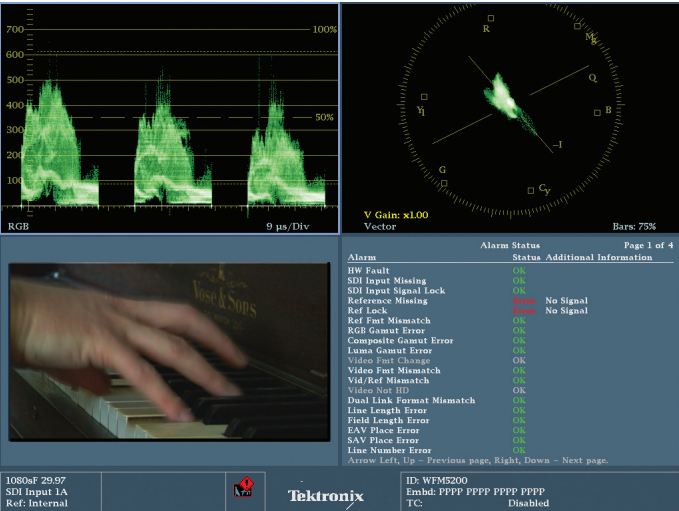 700
600
500
400
300
200
100
100%
50%
RGB
9 µs/Div
R
Q
B
-I
G
Cy
V Gain: x1.00
Vector
Bars: 75%
Vose & Sons
Alarm Status
Page 1 of 4
Alarm Status Additional Information
HW Fault OK
SDI Input Missing OK
SDI Input Signal Lock OK
Reference Missing Error No Signal
Ref Lock Error No Signal
Ref Fmt Mismatch OK
RGB Gamut Error OK
Composite Gamut Error OK
Luma Gamut Error OK
Video Fmt Change OK
Video Fmt Mismatch OK
Vid/Ref Mismatch OK
Video Not HD OK
Dual Link Format Mismatch OK
Line Length Error OK
Field Length Error OK
EAV Place Error OK
SAV Place Error OK
Line Number Error OK
Arrow Left, Up - Previous page, Right, Down - Next page.
1080sF 29.97
SDI Input 1A
Ref: Internal
Tektronix
ID: WFM5200
Embd: PPPP PPPP PPPP PPPP
TC: Disabled